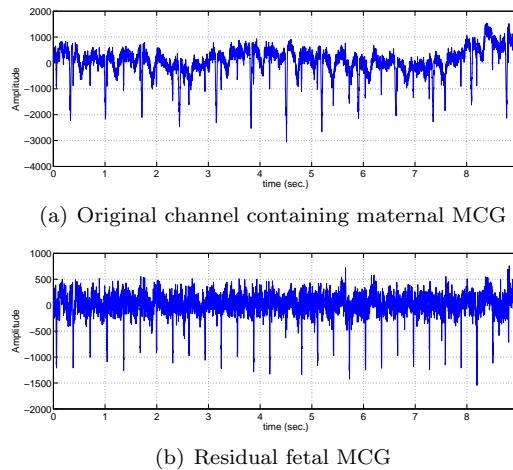 2000
1000
0
-1000
-2000
-3000
-4000
Amplitude
0 1 2 3 4 5 6 7 8
time (sec.)
(a) Original channel containing maternal MCG
1000
500
0
-500
-1000
-1500
-2000
Amplitude
0 1 2 3 4 5 6 7 8
time (sec.)
(b) Residual fetal MCG